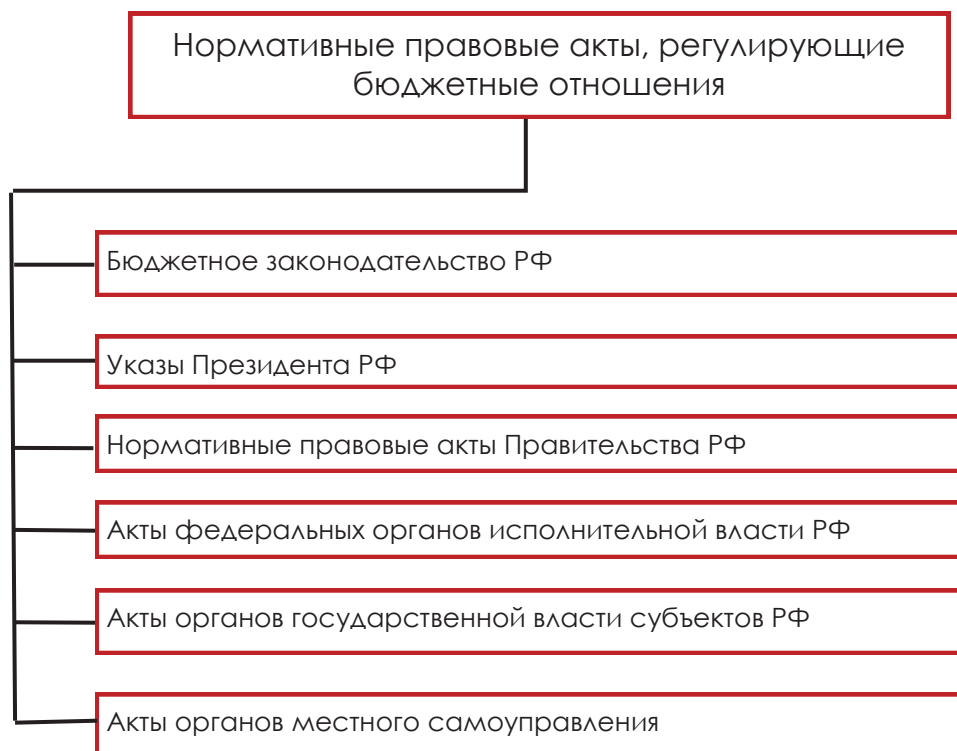 Нормативные правовые акты, регулирующие
бюджетные отношения
Бюджетное законодательство РФ
Указы Президента РФ
Нормативные правовые акты Правительства РФ
Акты федеральных органов исполнительной власти РФ
Акты органов государственной власти субъектов РФ
Акты органов местного самоуправления